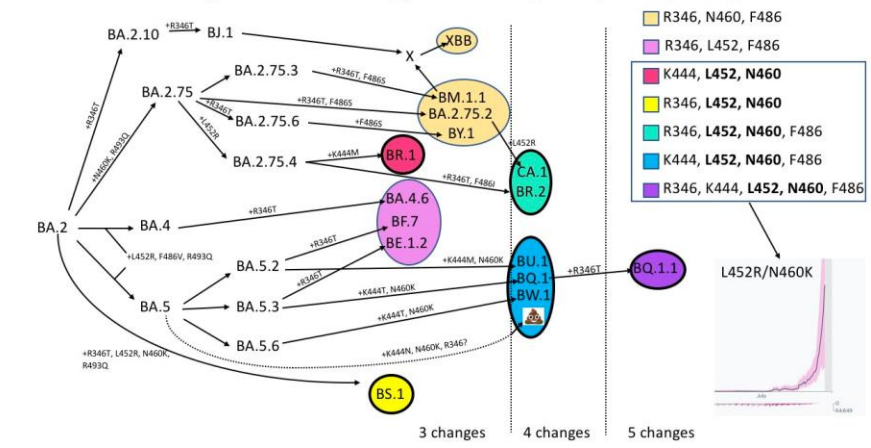 R346, N460, F486
R346, L452, F486
K444, L452, N460
R346, L452, N460
R346, L452, N460, F486
K444, L452, N460, F486
R346, K444, L452, N460, F486
BA.2.10
+R346T
BJ.1
X
XBB
+R346T
BA.2.75.3
+R346T, F486S
BM.1.1
BA.2.75
+R346T, F486S
BA.2.75.2
+R346T
BA.2.75.6
+F486S
BY.1
+N460K, R493Q
+L452R
+L452R
BA.2.75.4
+K444M
BR.1
+R346T, F486I
CA.1
BR.2
BA.2
BA.4
+R346T
BA.4.6
BF.7
BE.1.2
+L452R, F486V, R493Q
+R346T
BA.5.2
+K444M, N460K
BU.1
+R346T
BQ.1
+R346T
BQ.1.1
BA.5
BA.5.3
+K444T, N460K
BW.1
+K444T, N460K
BA.5.6
+K444N, N460K, R346?
+R346T, L452R, N460K,
R493Q
BS.1
L452R/N460K
3 changes
4 changes
5 changes